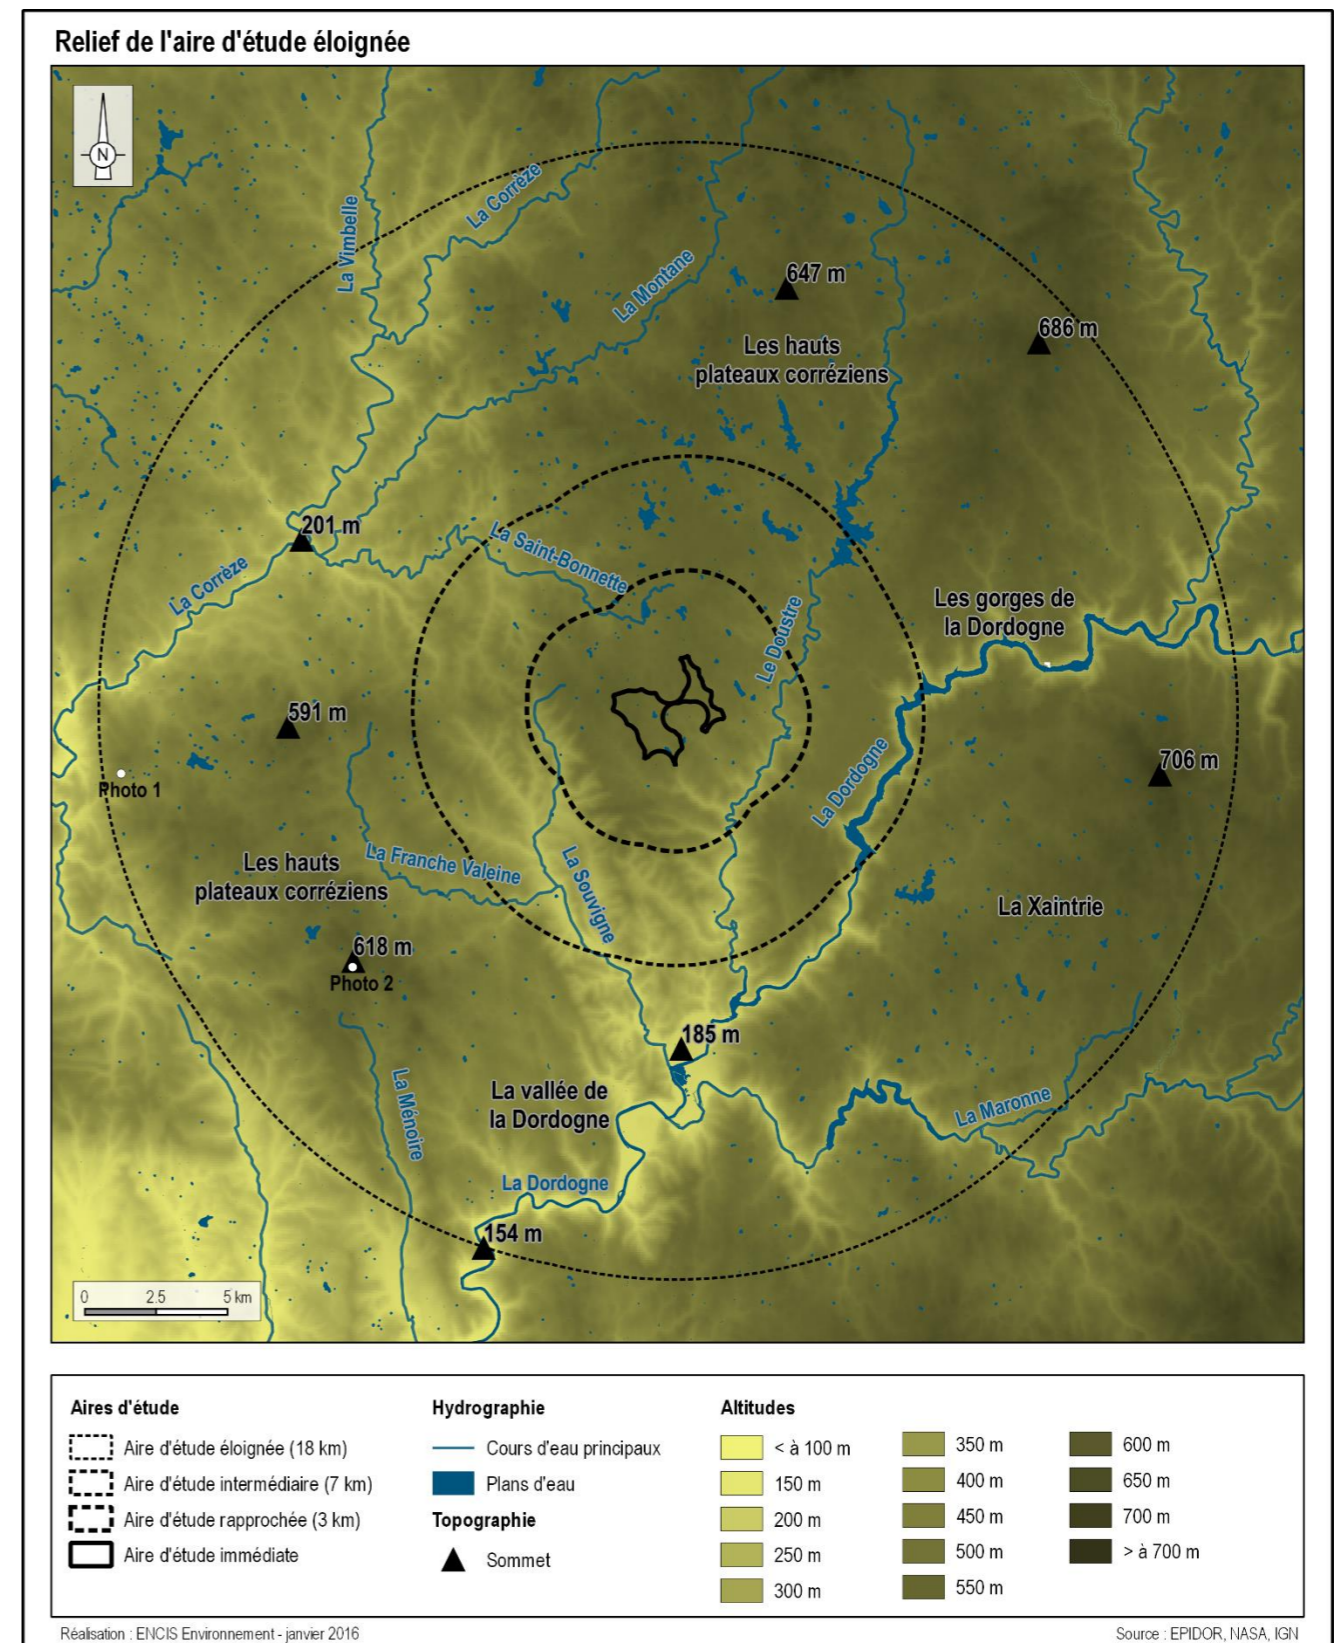 Relief de l'aire d'étude éloignée
N
La Vimbelle
La Corrèze
La Montane
647 m
686 m
Les hauts
plateaux corréziens
201 m
La Saint-Bonnette
La Corrèze
Le Doustre
Les gorges de
la Dordogne
591 m
706 m
Photo 1
La Dordogne
Les hauts
plateaux corréziens
La Franche Valeine
La Souvigne
La Xaintrie
618 m
Photo 2
185 m
La vallée de
la Dordogne
La Ménoire
La Maronne
La Dordogne
154 m
0 2.5 5 km
Aires d'étude
Aire d'étude éloignée (18 km)
Aire d'étude intermédiaire (7 km)
Aire d'étude rapprochée (3 km)
Aire d'étude immédiate
Hydrographie
Cours d'eau principaux
Plans d'eau
Topographie
Sommet
Altitudes
< à 100 m
150 m
200 m
250 m
300 m
350 m
400 m
450 m
500 m
550 m
600 m
650 m
700 m
> à 700 m
Réalisation : ENCIS Environnement - janvier 2016
Source : EPIDOR, NASA, IGN